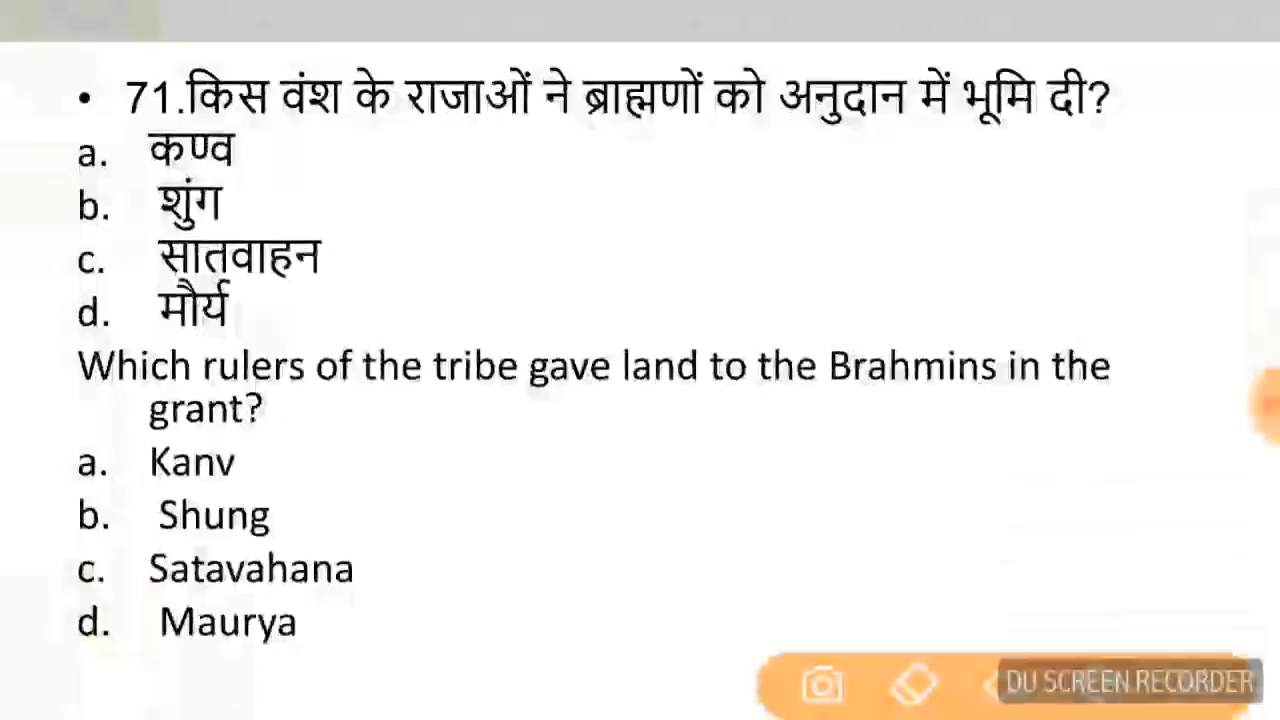 • 71.किस वंश के राजाओं ने ब्राह्मणों को अनुदान में भूमि दी?
a. कण्व
b. शुंग
c. सातवाहन
d. मौर्य
Which rulers of the tribe gave land to the Brahmins in the
grant?
a. Kanv
b. Shung
c. Satavahana
d. Maurya
DU SCREEN RECORDER